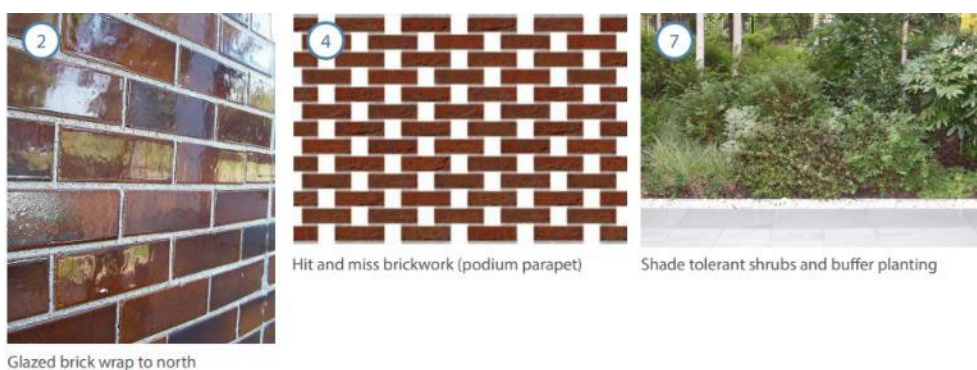 2
4
7
Hit and miss brickwork (podium parapet)
Shade tolerant shrubs and buffer planting
Glazed brick wrap to north